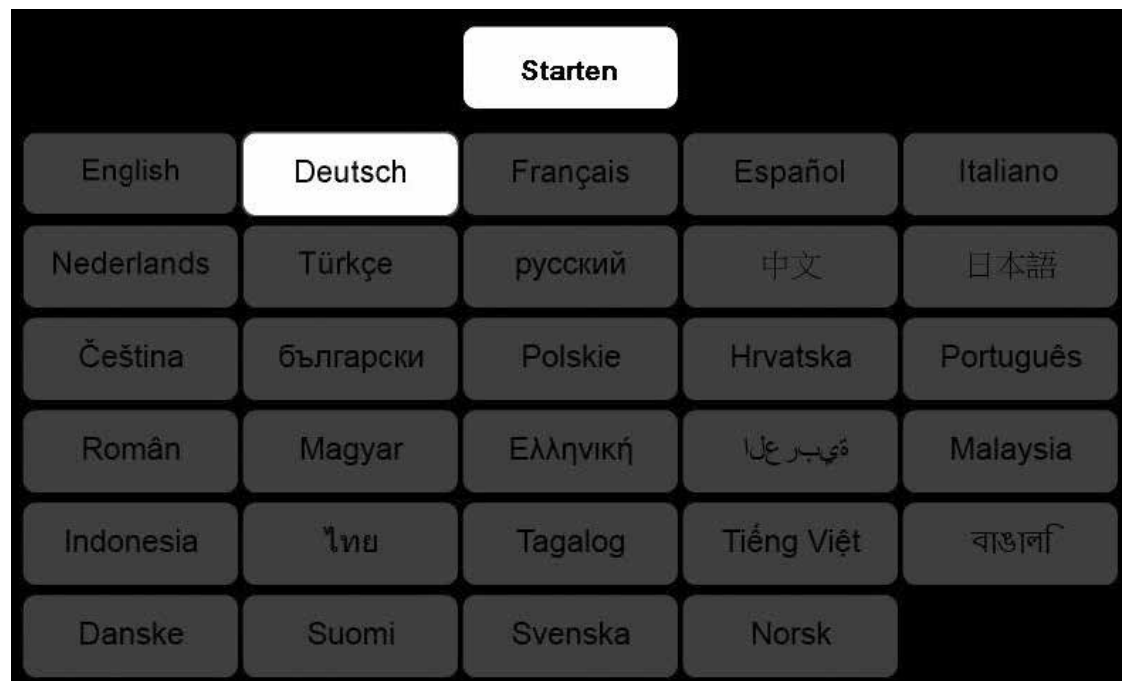 Starten
English Deutsch Français Español Italiano
Nederlands Türkçe русский 中文 日本語
Čeština български Polskie Hrvatska Português
Român Magyar Ελληνική ةيبرعلا Malaysia
Indonesia ไทย Tagalog Tiếng Việt বাঙালি
Danske Suomi Svenska Norsk